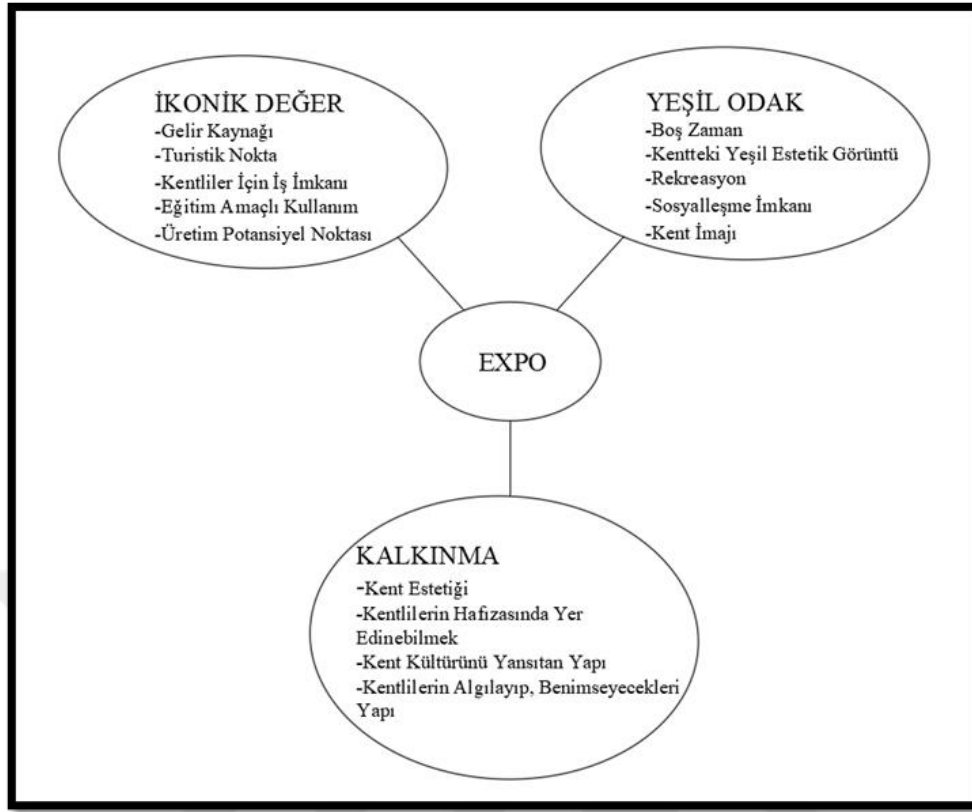 İKONİK DEĞER
-Gelir Kaynağı
-Turistik Nokta
-Kentliler İçin İş İmkanı
-Eğitim Amaçlı Kullanım
-Üretim Potansiyel Noktası
YEŞİL ODAK
-Boş Zaman
-Kentteki Yeşil Estetik Görüntü
-Rekreasyon
-Sosyalleşme İmkanı
-Kent İmajı
EXPO
KALKINMA
-Kent Estetiği
-Kentlilerin Hafızasında Yer
Edinebilmek
-Kent Kültürünü Yansıtan Yapı
-Kentlilerin Algılayıp, Benimseyecekleri
Yapı